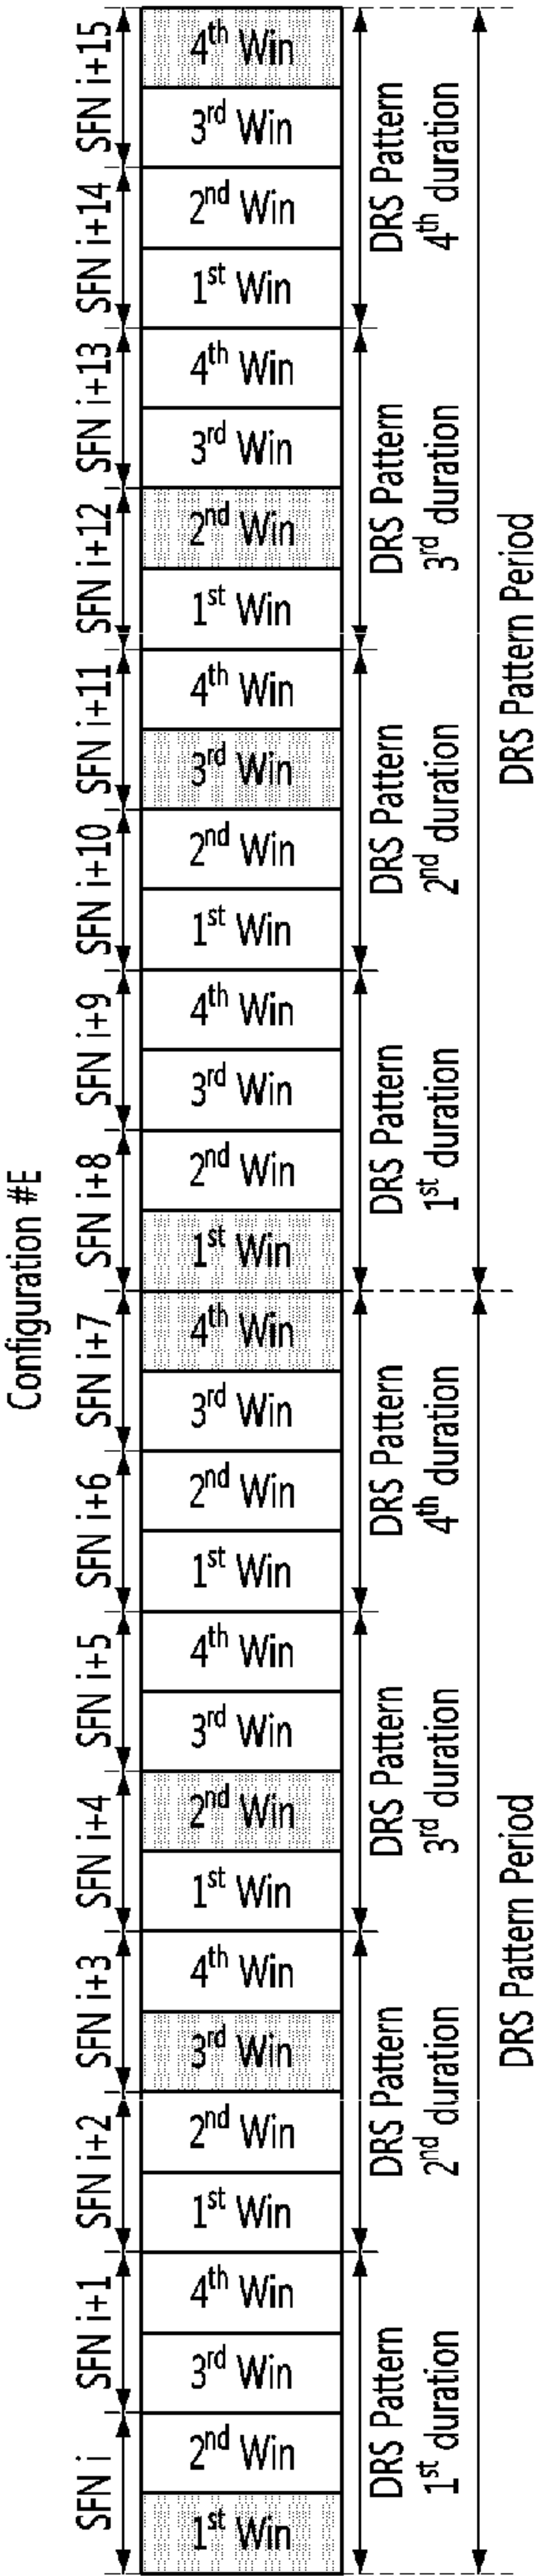 Configuration #E
SFN i+15
SFN i+14
SFN i+13
SFN i+12
SFN i+11
SFN i+10
SFN i+9
SFN i+8
SFN i+7
SFN i+6
SFN i+5
SFN i+4
SFN i+3
SFN i+2
SFN i+1
SFN i
4th Win
3rd Win
2nd Win
1st Win
4th Win
3rd Win
2nd Win
1st Win
4th Win
3rd Win
2nd Win
1st Win
4th Win
3rd Win
2nd Win
1st Win
4th Win
3rd Win
2nd Win
1st Win
4th Win
3rd Win
2nd Win
1st Win
4th Win
3rd Win
2nd Win
1st Win
4th Win
3rd Win
2nd Win
1st Win
DRS Pattern
4th duration
DRS Pattern
3rd duration
DRS Pattern
2nd duration
DRS Pattern
1st duration
DRS Pattern
4th duration
DRS Pattern
3rd duration
DRS Pattern
2nd duration
DRS Pattern
1st duration
DRS Pattern Period
DRS Pattern Period